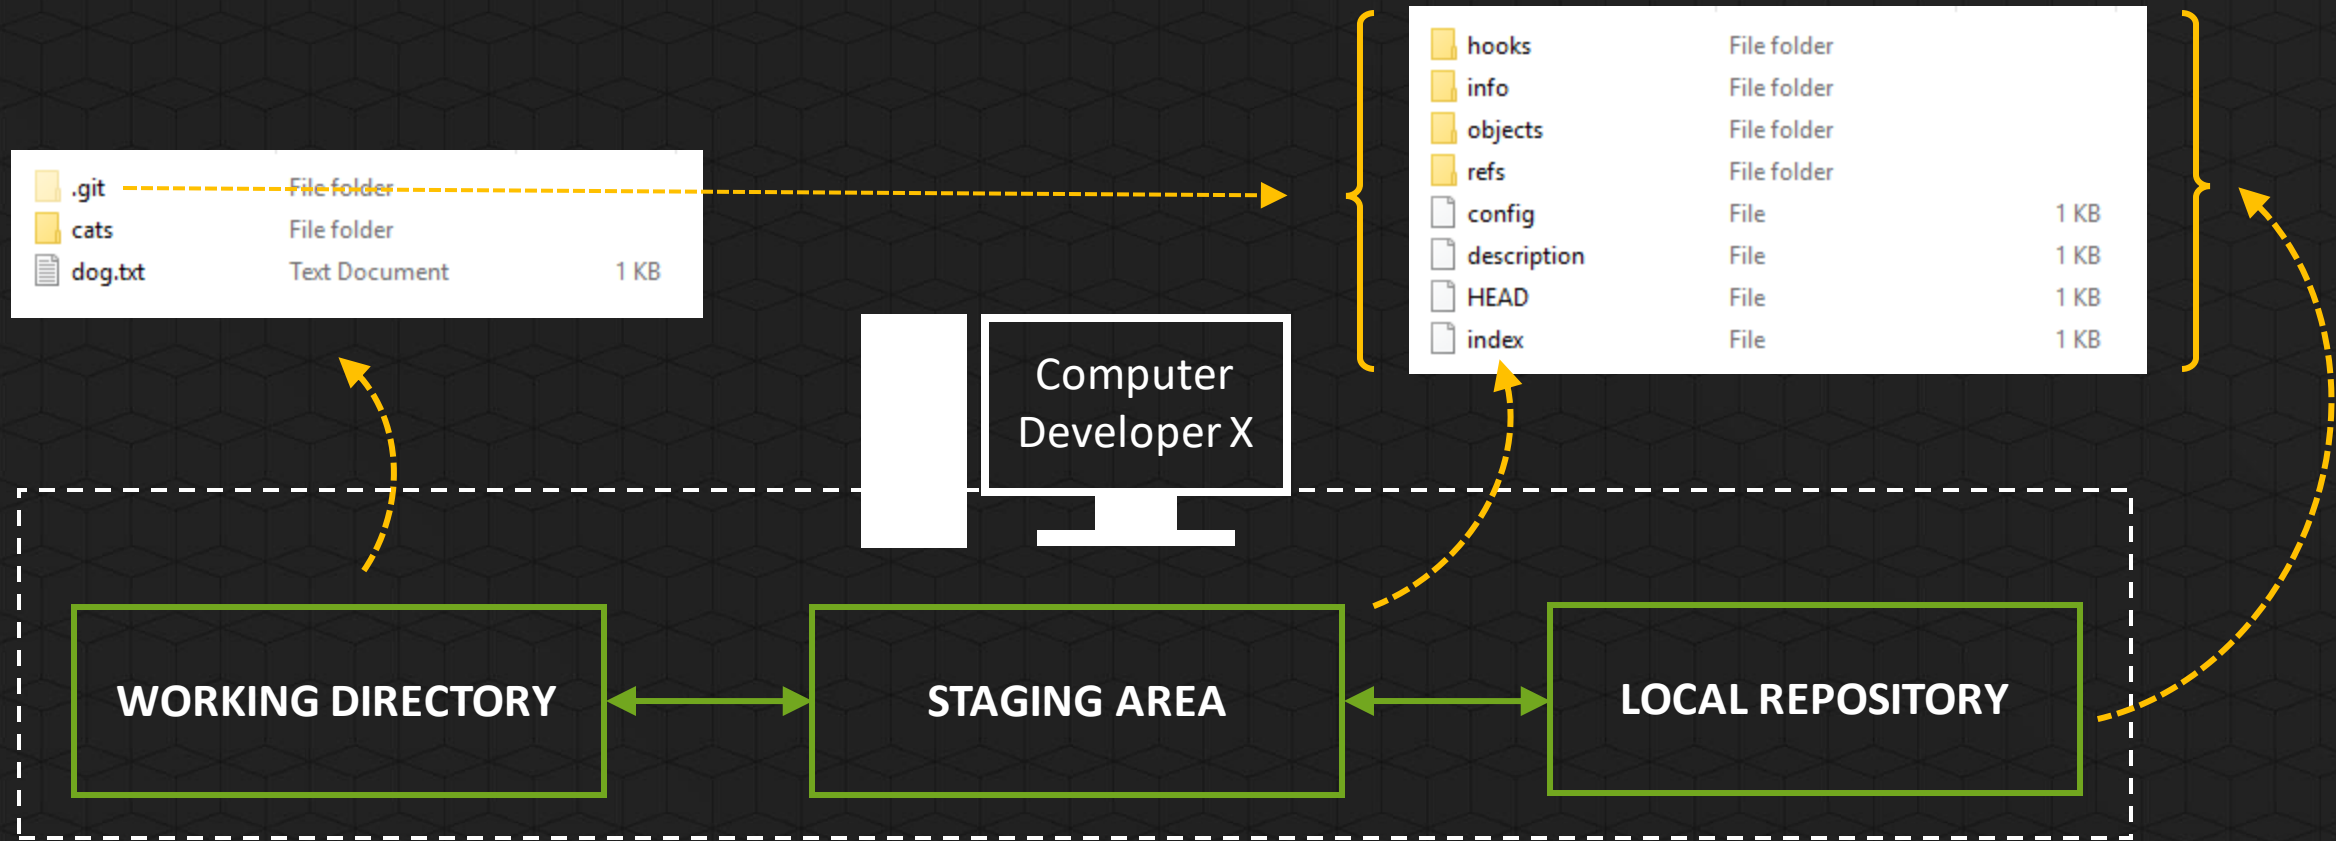 .git File folder
cats File folder
dog.txt Text Document 1 KB
hooks File folder
info File folder
objects File folder
refs File folder
config File 1 KB
description File 1 KB
HEAD File 1 KB
index File 1 KB
Computer
Developer X
WORKING DIRECTORY
STAGING AREA
LOCAL REPOSITORY